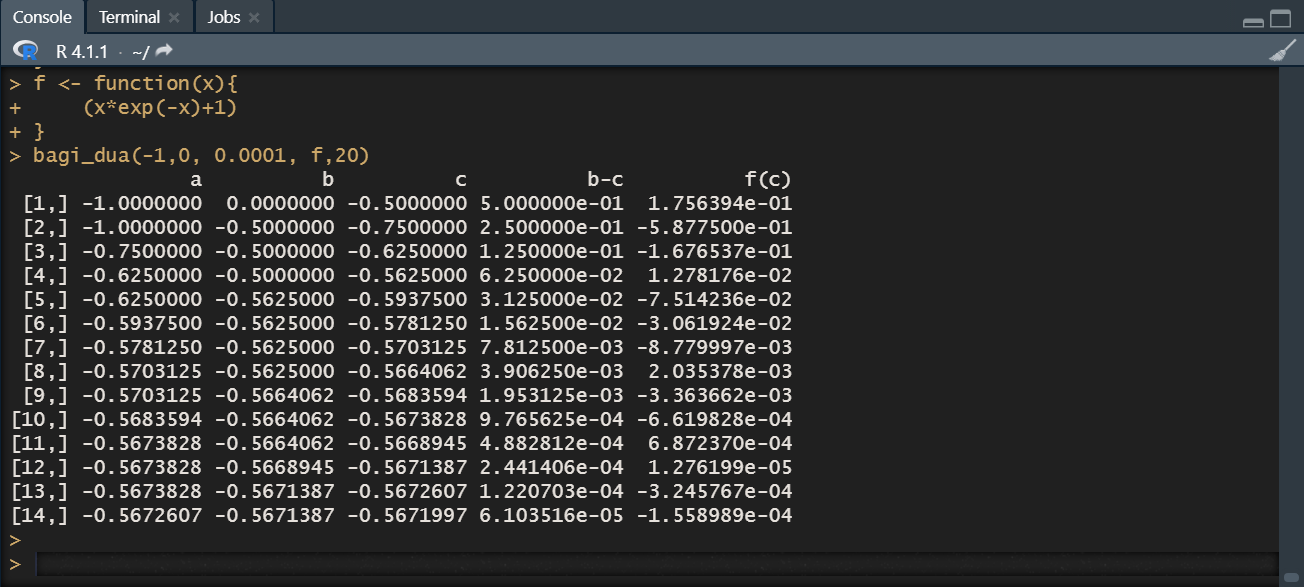 Console Terminal Jobs
R R 4.1.1 · ~/
> f <- function(x){
+     (x*exp(-x)+1)
+ }
> bagi_dua(-1,0, 0.0001, f,20)
               a          b          c          b-c          f(c)
 [1,] -1.0000000  0.0000000 -0.5000000 5.000000e-01  1.756394e-01
 [2,] -1.0000000 -0.5000000 -0.7500000 2.500000e-01 -5.877500e-01
 [3,] -0.7500000 -0.5000000 -0.6250000 1.250000e-01 -1.676537e-01
 [4,] -0.6250000 -0.5000000 -0.5625000 6.250000e-02  1.278176e-02
 [5,] -0.6250000 -0.5625000 -0.5937500 3.125000e-02 -7.514236e-02
 [6,] -0.5937500 -0.5625000 -0.5781250 1.562500e-02 -3.061924e-02
 [7,] -0.5781250 -0.5625000 -0.5703125 7.812500e-03 -8.779997e-03
 [8,] -0.5703125 -0.5625000 -0.5664062 3.906250e-03  2.035378e-03
 [9,] -0.5703125 -0.5664062 -0.5683594 1.953125e-03 -3.363662e-03
[10,] -0.5683594 -0.5664062 -0.5673828 9.765625e-04 -6.619828e-04
[11,] -0.5673828 -0.5664062 -0.5668945 4.882812e-04  6.872370e-04
[12,] -0.5673828 -0.5668945 -0.5671387 2.441406e-04  1.276199e-05
[13,] -0.5673828 -0.5671387 -0.5672607 1.220703e-04 -3.245767e-04
[14,] -0.5672607 -0.5671387 -0.5671997 6.103516e-05 -1.558989e-04
>
>